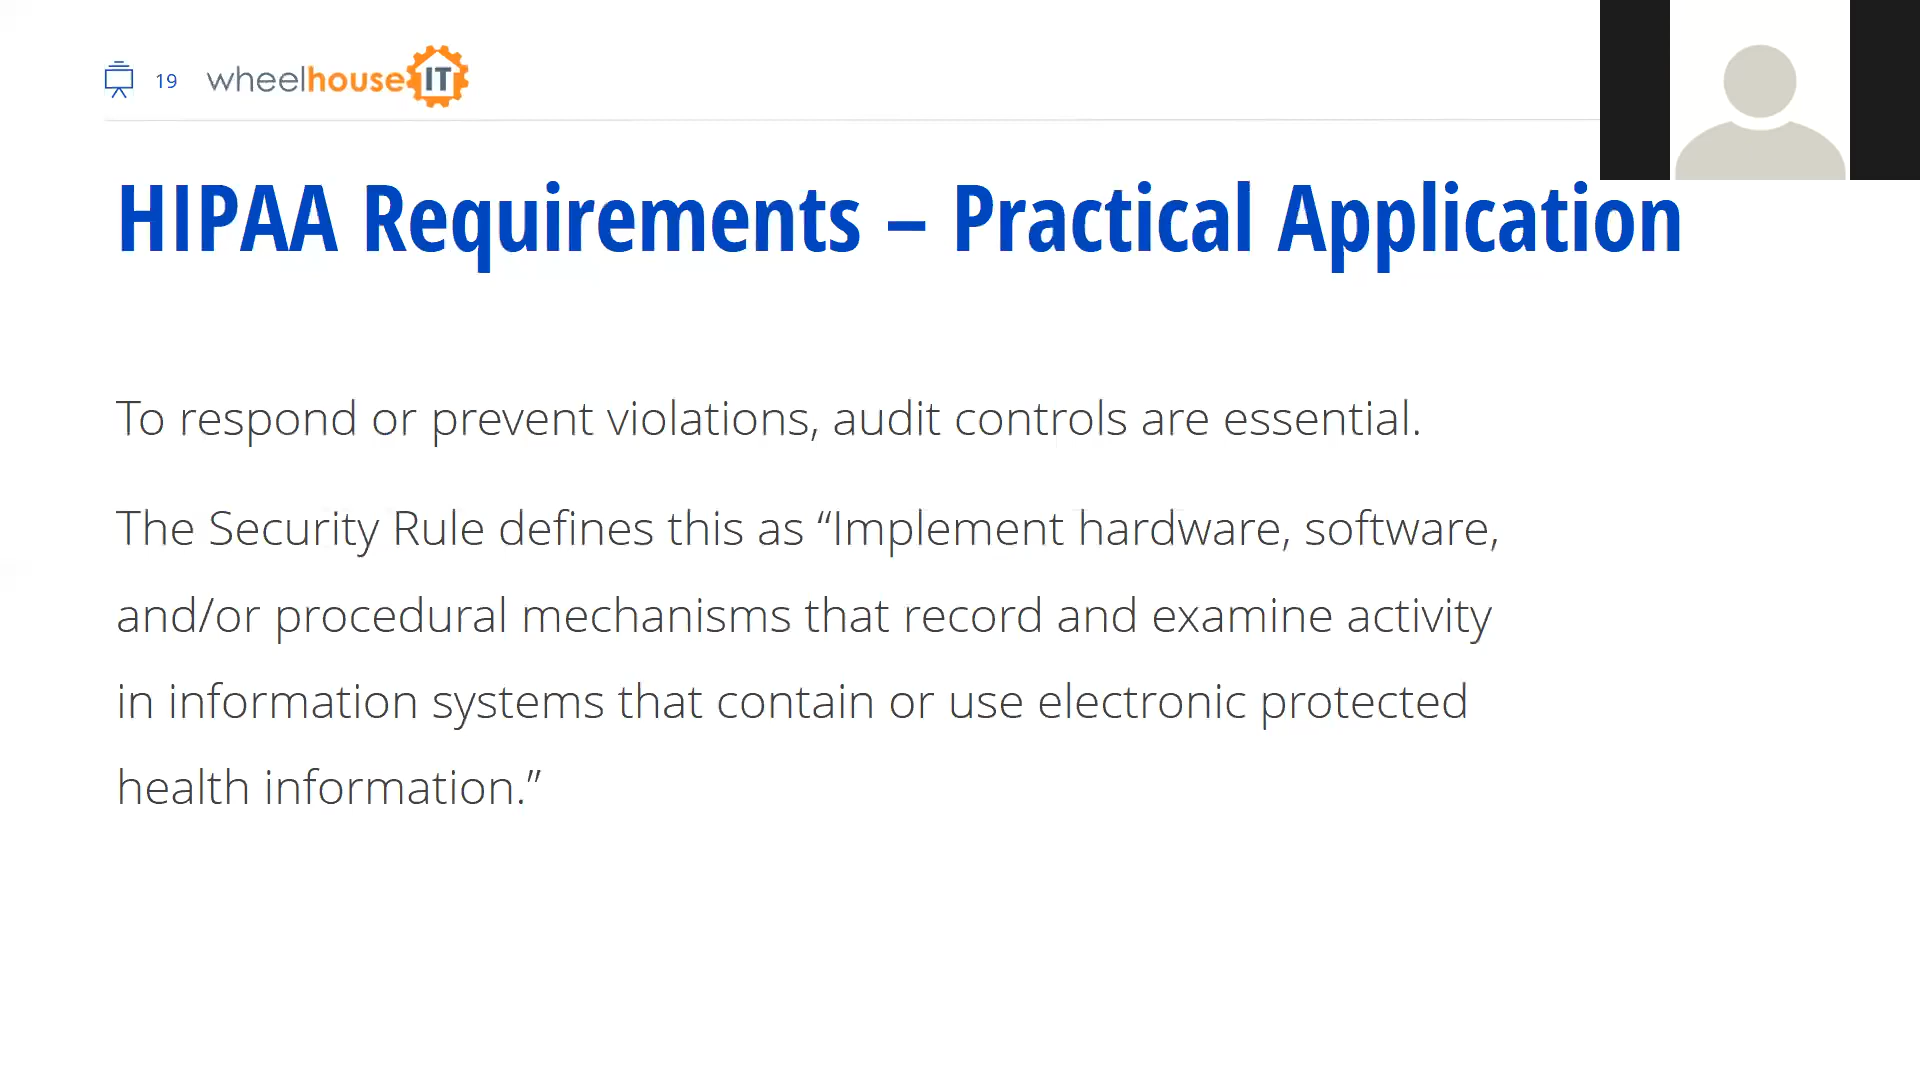 19 wheelhouse IT
HIPAA Requirements – Practical Application
To respond or prevent violations, audit controls are essential.
The Security Rule defines this as “Implement hardware, software,
and/or procedural mechanisms that record and examine activity
in information systems that contain or use electronic protected
health information.”